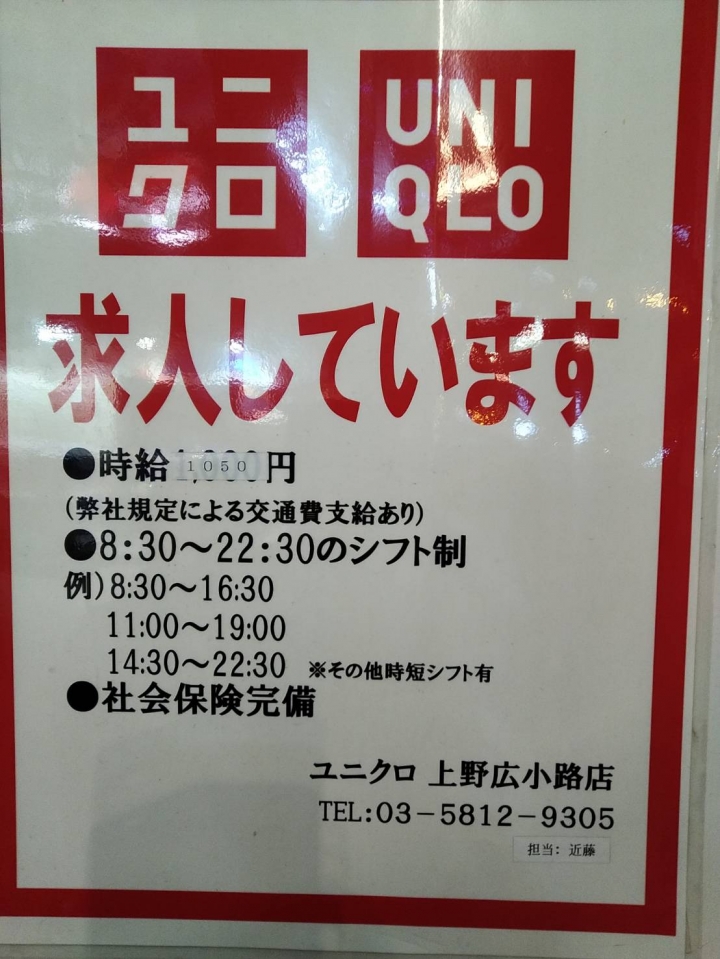 ユニ
クロ
UNI
QLO
求人しています
●時給1050円
(弊社規定による交通費支給あり)
●8:30～22:30のシフト制
例)8:30～16:30
11:00～19:00
14:30～22:30 ※その他時短シフト有
●社会保険完備
ユニクロ 上野広小路店
TEL:03－5812－9305
担当: 近藤